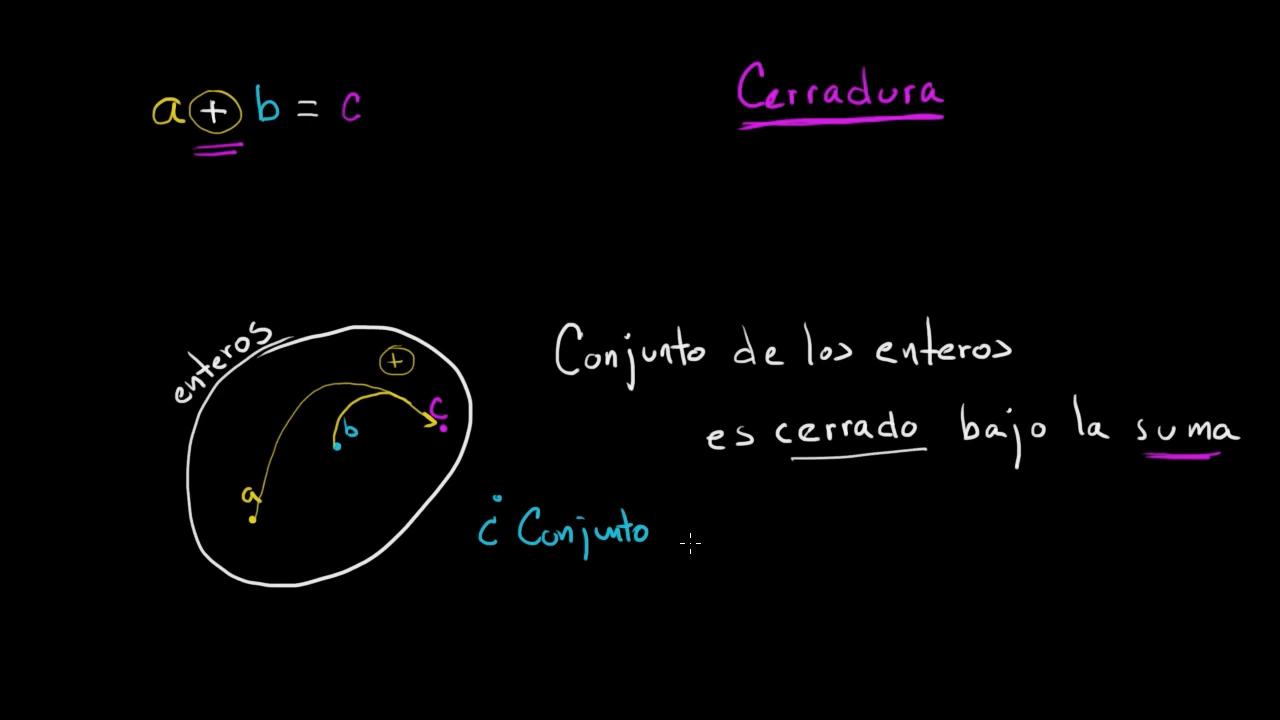 a + b = c
Cerradura
enteros
+
c
b
a
Conjunto de los enteros
es cerrado bajo la suma
¿ Conjunto